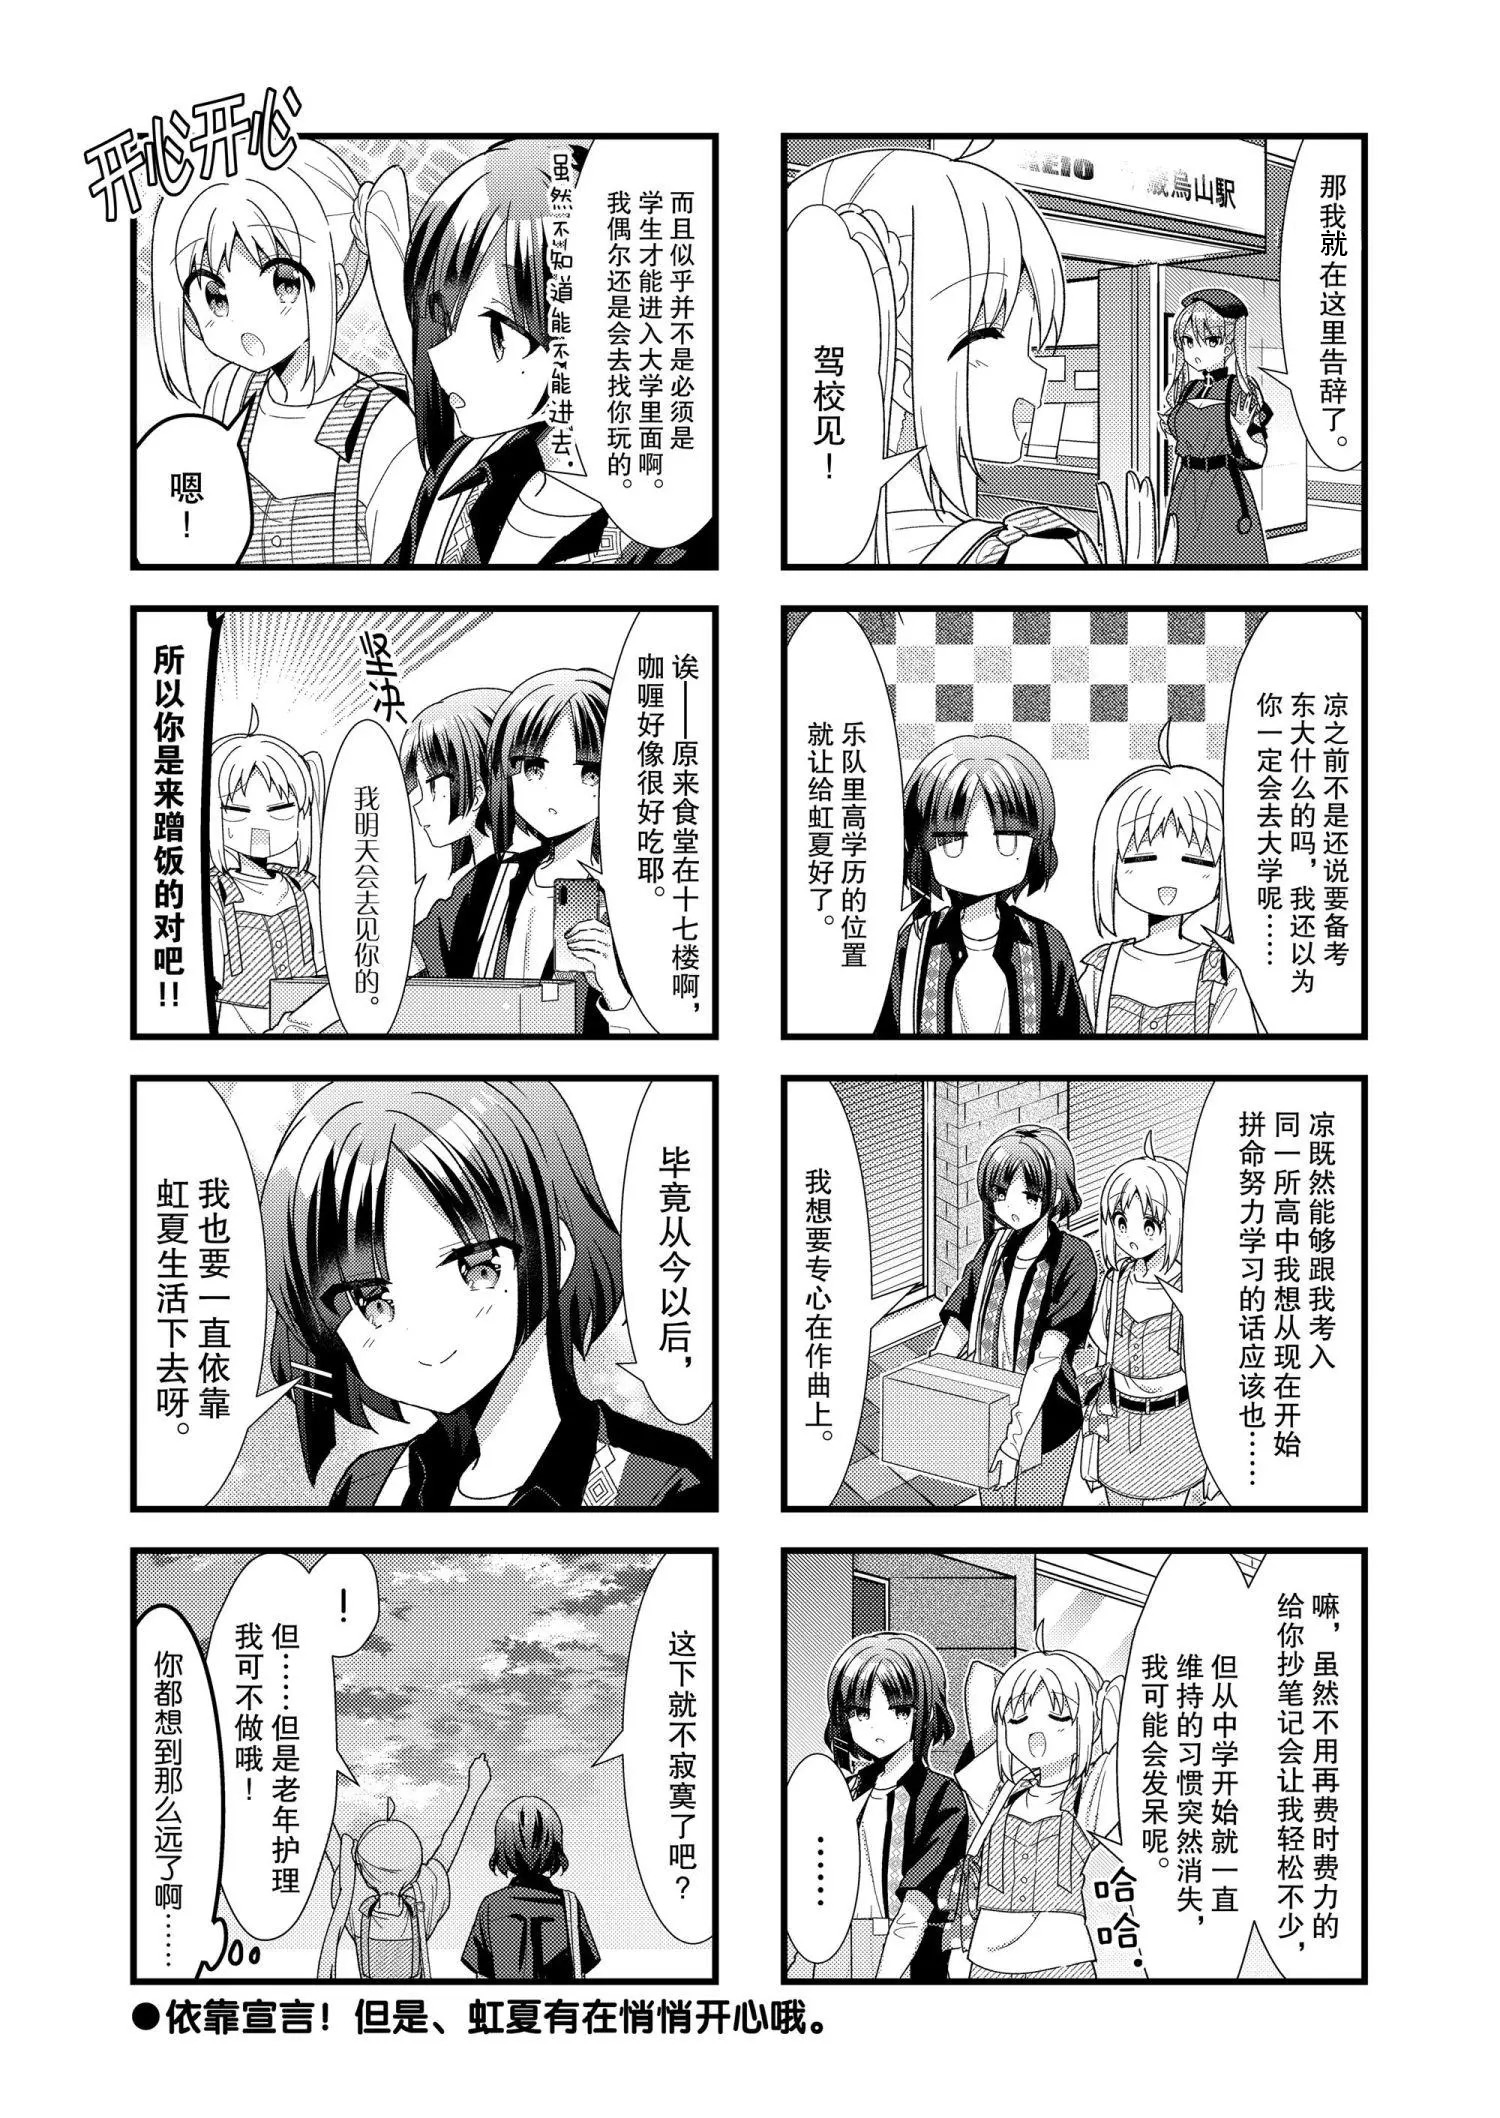 那我就在这里告辞了。
歳烏山駅
驾校见！
凉之前不是还说要备考
东大什么的吗，我还以为
你一定会去大学呢……
乐队里高学历的位置
就让给虹夏好了。
凉既然能够跟我考入
同一所高中我想从现在开始
拼命努力学习的话应该也……
我想要专心在作曲上。
嘛，虽然不用再费时费力的
给你抄笔记会让我轻松不少，
但从中学开始就一直
维持的习惯突然消失，
我可能会发呆呢。
哈哈.
……
而且似乎并不是必须是
学生才能进入大学里面啊。
我偶尔还是会去找你玩的。
虽然不知道能不能进去.
嗯！
开心开心
诶——原来食堂在十七楼啊，
咖喱好像很好吃耶。
坚决
我明天会去见你的。
所以你是来蹭饭的对吧!!
毕竟从今以后，
我也要一直依靠
虹夏生活下去呀。
这下就不寂寞了吧？
！
但……但是老年护理
我可不做哦！
你都想到那么远了啊……
●依靠宣言！但是、虹夏有在悄悄开心哦。